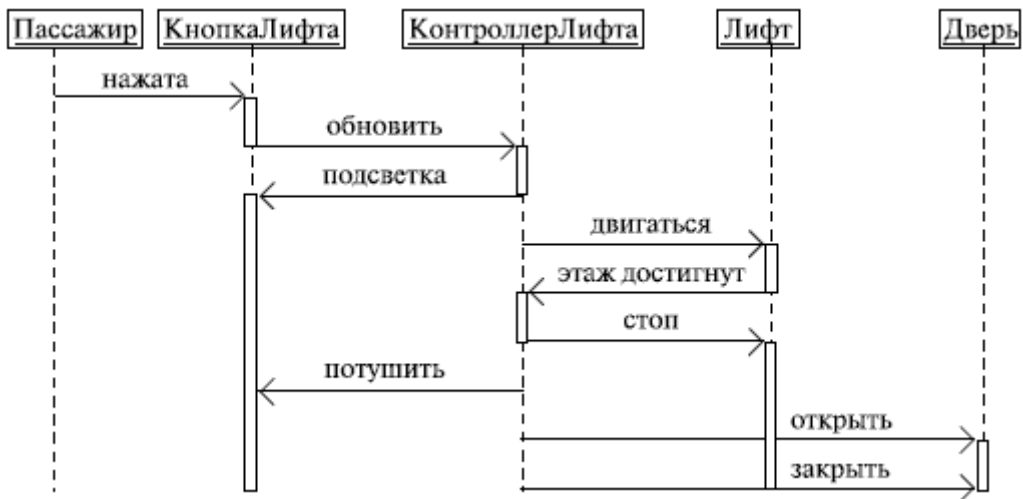 Пассажир КнопкаЛифта КонтроллерЛифта Лифт Дверь
нажата
обновить
подсветка
двигаться
этаж достигнут
стоп
потушить
открыть
закрыть